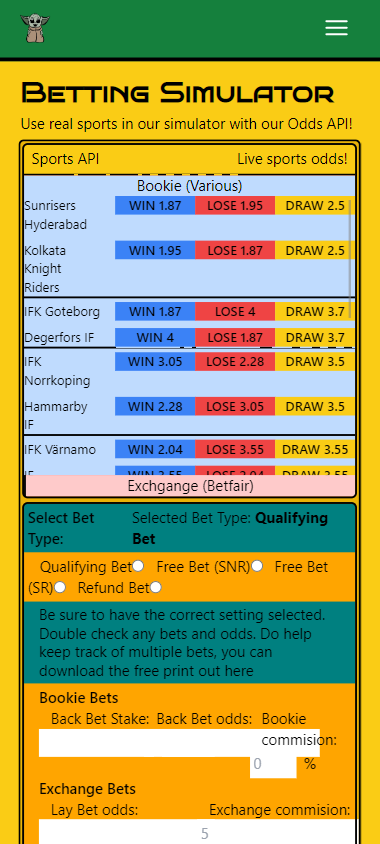 Betting Simulator
Use real sports in our simulator with our Odds API!
Sports API Live sports odds!
Bookie (Various)
Sunrisers Hyderabad WIN 1.87 LOSE 1.95 DRAW 2.5
Kolkata Knight Riders WIN 1.95 LOSE 1.87 DRAW 2.5
IFK Goteborg WIN 1.87 LOSE 4 DRAW 3.7
Degerfors IF WIN 4 LOSE 1.87 DRAW 3.7
IFK Norrkoping WIN 3.05 LOSE 2.28 DRAW 3.5
Hammarby IF WIN 2.28 LOSE 3.05 DRAW 3.5
IFK Värnamo WIN 2.04 LOSE 3.55 DRAW 3.55
IF WIN 3.55 LOSE 2.04 DRAW 3.55
Exchgange (Betfair)
Select Bet Type: Selected Bet Type: Qualifying Bet
Qualifying Bet Free Bet (SNR) Free Bet
(SR) Refund Bet
Be sure to have the correct setting selected.
Double check any bets and odds. Do help
keep track of multiple bets, you can
download the free print out here
Bookie Bets
Back Bet Stake: Back Bet odds: Bookie commision:
0 %
Exchange Bets
Lay Bet odds: Exchange commision:
5